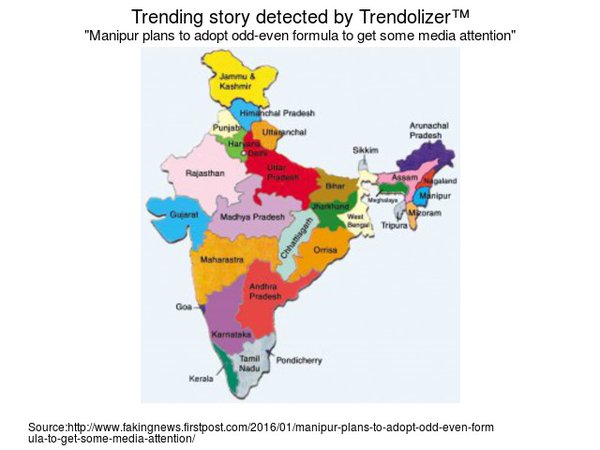 Trending story detected by Trendolizer™
"Manipur plans to adopt odd-even formula to get some media attention"
Jammu &
Kashmir
Himanchal Pradesh
Punjab
Uttaranchal
Haryana
Delhi
Arunachal
Pradesh
Sikkim
Rajasthan
Uttar
Pradesh
Assam
Nagaland
Bihar
Meghalaya
Manipur
Gujarat
Madhya Pradesh
Jharkhand
West
Bengal
Tripura
Mizoram
Chhattisgarh
Maharastra
Orrisa
Andhra
Pradesh
Goa
Karnataka
Tamil
Nadu
Pondicherry
Kerala
Source:http://www.fakingnews.firstpost.com/2016/01/manipur-plans-to-adopt-odd-even-form
ula-to-get-some-media-attention/